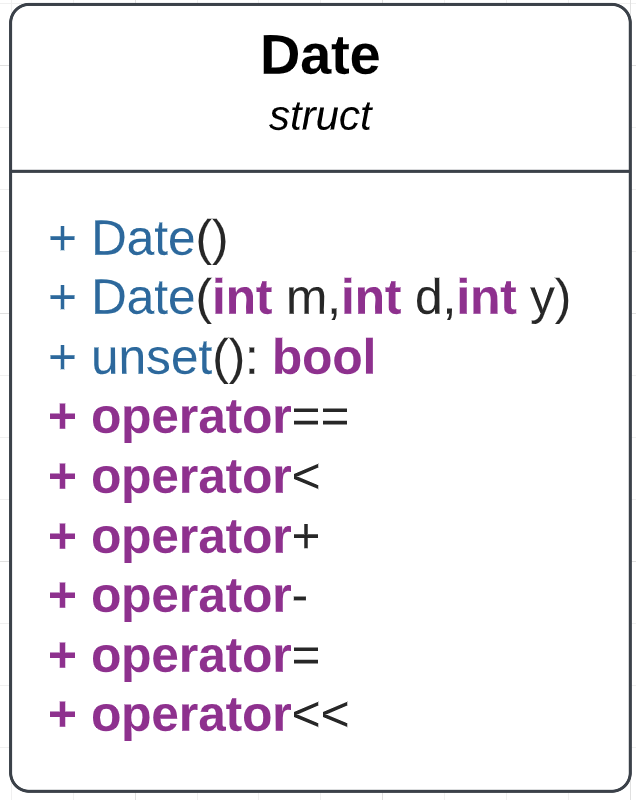 Date
struct
+ Date()
+ Date(int m,int d,int y)
+ unset(): bool
+ operator==
+ operator<
+ operator+
+ operator-
+ operator=
+ operator<<